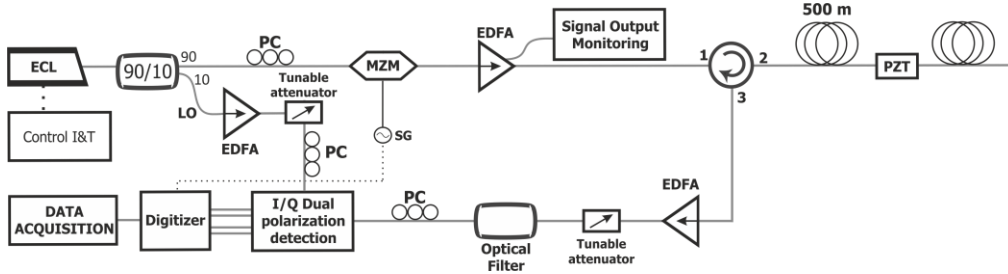 500 m
EDFA
Signal Output
Monitoring
PC
ECL
90/10
90
10
MZM
1
2
3
PZT
Tunable
attenuator
LO
EDFA
SG
Control I&T
PC
EDFA
PC
DATA
ACQUISITION
Digitizer
I/Q Dual
polarization
detection
Optical
Filter
Tunable
attenuator